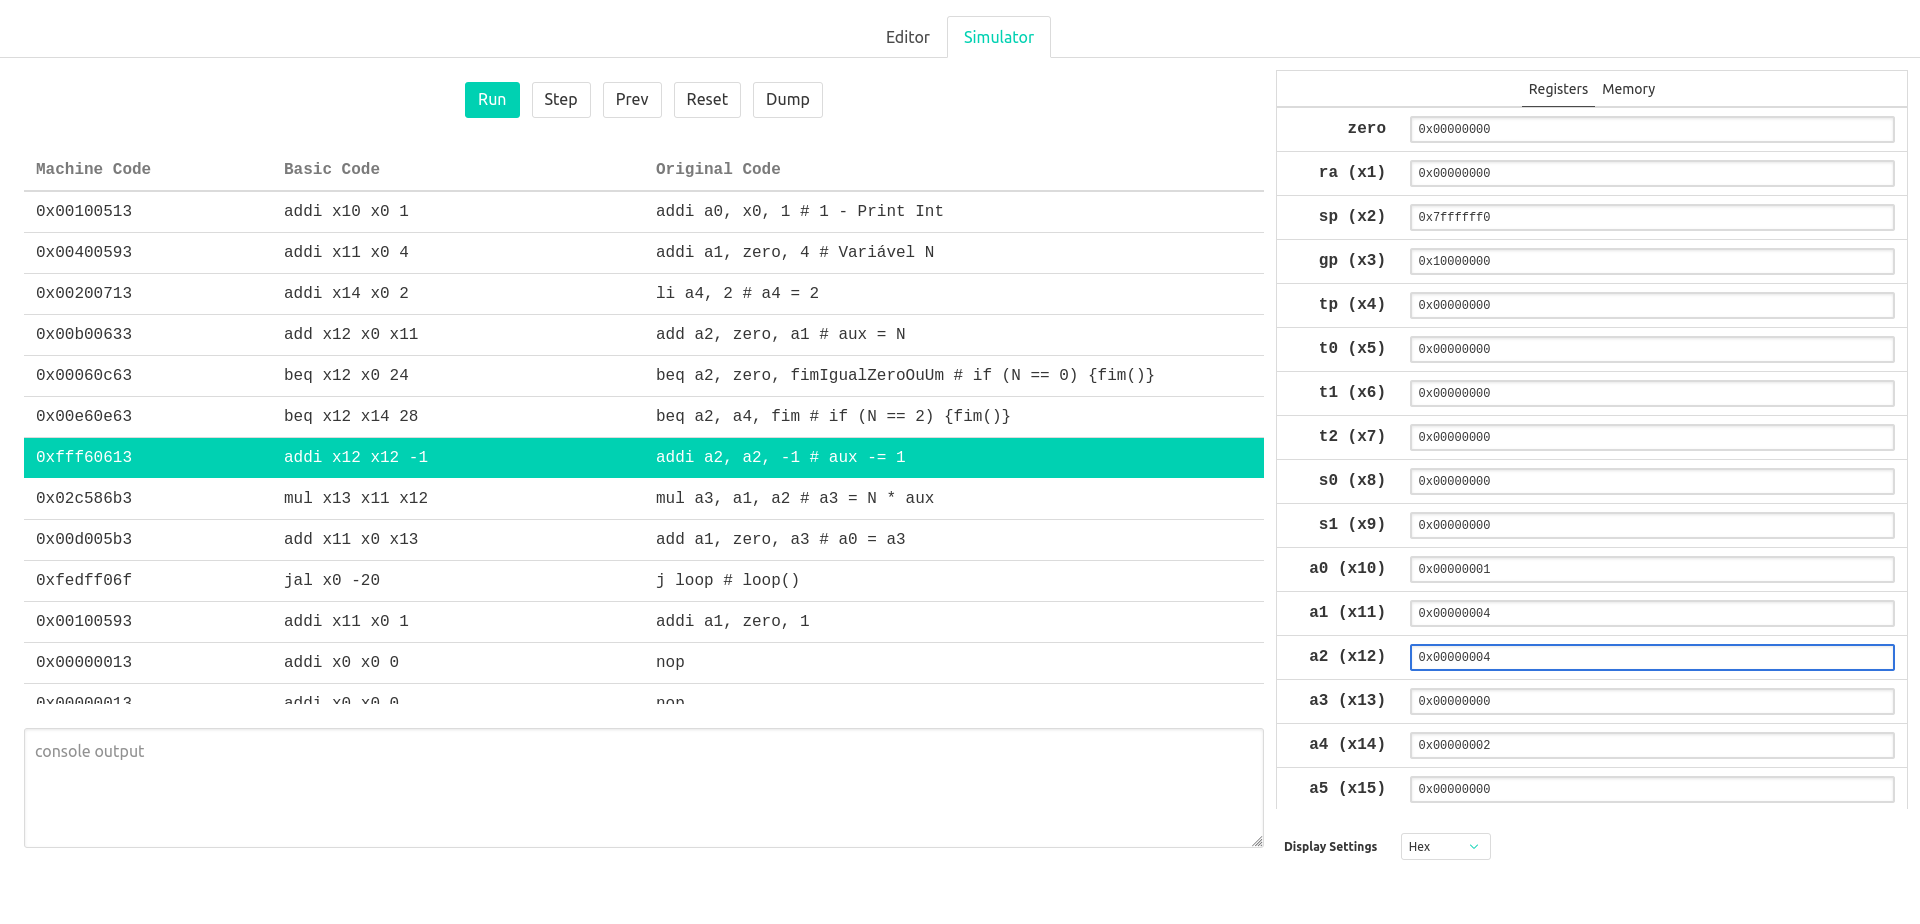 Editor Simulator
Run Step Prev Reset Dump
Registers Memory
Machine Code Basic Code Original Code
0x00100513 addi x10 x0 1 addi a0, x0, 1 # 1 - Print Int
0x00400593 addi x11 x0 4 addi a1, zero, 4 # Variável N
0x00200713 addi x14 x0 2 li a4, 2 # a4 = 2
0x00b00633 add x12 x0 x11 add a2, zero, a1 # aux = N
0x00060c63 beq x12 x0 24 beq a2, zero, fimIgualZeroOuUm # if (N == 0) {fim()}
0x00e60e63 beq x12 x14 28 beq a2, a4, fim # if (N == 2) {fim()}
0xfff60613 addi x12 x12 -1 addi a2, a2, -1 # aux -= 1
0x02c586b3 mul x13 x11 x12 mul a3, a1, a2 # a3 = N * aux
0x00d005b3 add x11 x0 x13 add a1, zero, a3 # a0 = a3
0xfedff06f jal x0 -20 j loop # loop()
0x00100593 addi x11 x0 1 addi a1, zero, 1
0x00000013 addi x0 x0 0 nop
0x00000013 addi x0 x0 0 nop
console output
zero 0x00000000
ra (x1) 0x00000000
sp (x2) 0x7ffffff0
gp (x3) 0x10000000
tp (x4) 0x00000000
t0 (x5) 0x00000000
t1 (x6) 0x00000000
t2 (x7) 0x00000000
s0 (x8) 0x00000000
s1 (x9) 0x00000000
a0 (x10) 0x00000001
a1 (x11) 0x00000004
a2 (x12) 0x00000004
a3 (x13) 0x00000000
a4 (x14) 0x00000002
a5 (x15) 0x00000000
Display Settings Hex